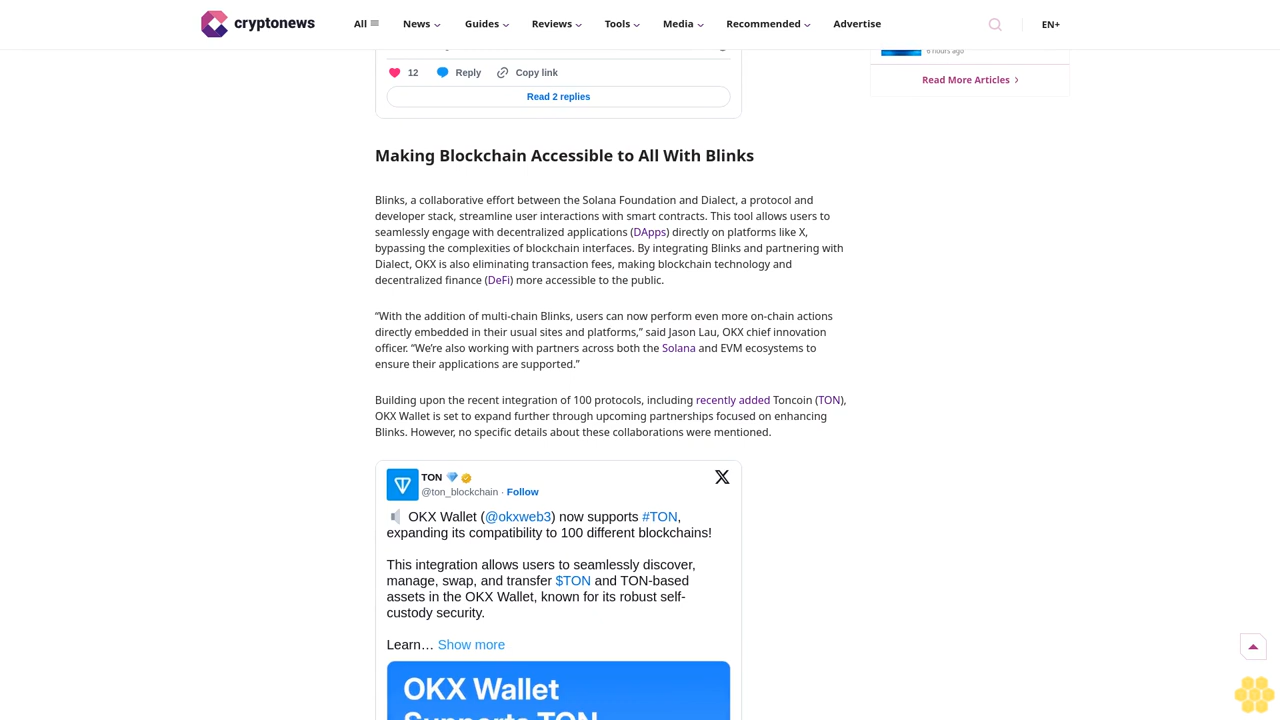 cryptonews
All
News
Guides
Reviews
Tools
Media
Recommended
Advertise
EN+
6 hours ago
Read More Articles
12
Reply
Copy link
Read 2 replies
Making Blockchain Accessible to All With Blinks
Blinks, a collaborative effort between the Solana Foundation and Dialect, a protocol and
developer stack, streamline user interactions with smart contracts. This tool allows users to
seamlessly engage with decentralized applications (DApps) directly on platforms like X,
bypassing the complexities of blockchain interfaces. By integrating Blinks and partnering with
Dialect, OKX is also eliminating transaction fees, making blockchain technology and
decentralized finance (DeFi) more accessible to the public.
“With the addition of multi-chain Blinks, users can now perform even more on-chain actions
directly embedded in their usual sites and platforms,” said Jason Lau, OKX chief innovation
officer. “We’re also working with partners across both the Solana and EVM ecosystems to
ensure their applications are supported.”
Building upon the recent integration of 100 protocols, including recently added Toncoin (TON),
OKX Wallet is set to expand further through upcoming partnerships focused on enhancing
Blinks. However, no specific details about these collaborations were mentioned.
TON
@ton_blockchain · Follow
OKX Wallet (@okxweb3) now supports #TON,
expanding its compatibility to 100 different blockchains!
This integration allows users to seamlessly discover,
manage, swap, and transfer $TON and TON-based
assets in the OKX Wallet, known for its robust self-
custody security.
Learn… Show more
OKX Wallet
Supports TON